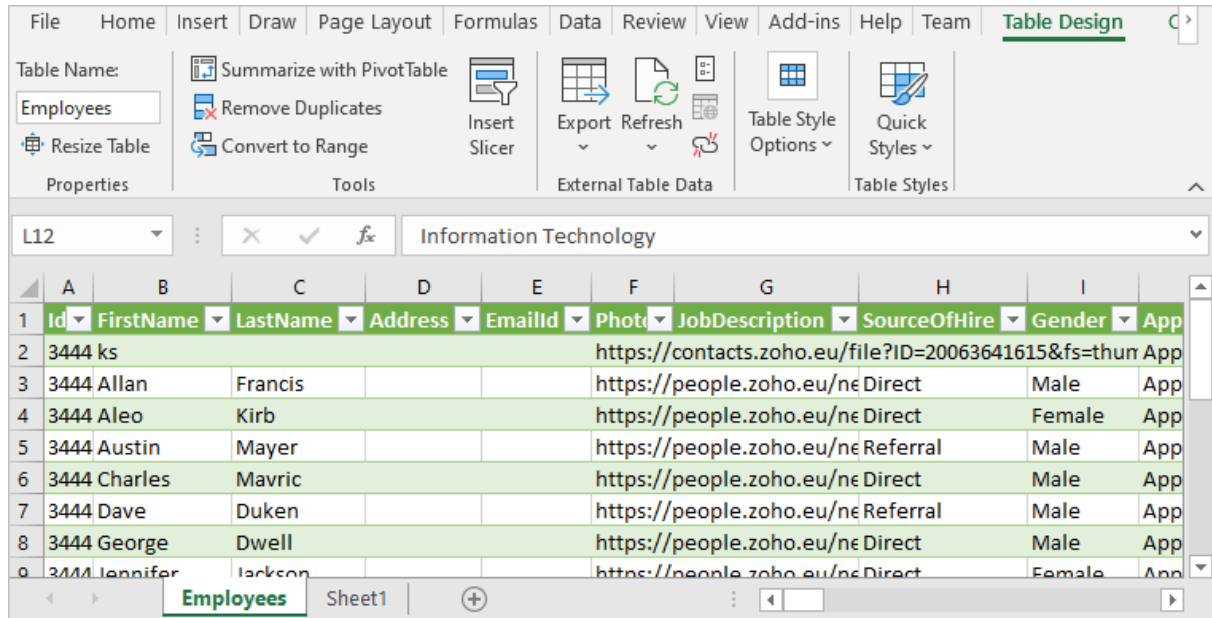 File Home Insert Draw Page Layout Formulas Data Review View Add-ins Help Team Table Design
Table Name:
Employees
Resize Table
Properties
Summarize with PivotTable
Remove Duplicates
Convert to Range
Tools
Insert
Slicer
Export Refresh
External Table Data
Table Style
Options
Quick
Styles
Table Styles
L12 fx Information Technology
A B C D E F G H I
1 Id FirstName LastName Address EmailId Photo JobDescription SourceOfHire Gender App
2 3444 ks https://contacts.zoho.eu/file?ID=20063641615&fs=thum App
3 3444 Allan Francis https://people.zoho.eu/ne Direct Male App
4 3444 Aleo Kirb https://people.zoho.eu/ne Direct Female App
5 3444 Austin Mayer https://people.zoho.eu/ne Referral Male App
6 3444 Charles Mavric https://people.zoho.eu/ne Direct Male App
7 3444 Dave Duken https://people.zoho.eu/ne Referral Male App
8 3444 George Dwell https://people.zoho.eu/ne Direct Male App
9 3444 Jennifer Jackson https://people.zoho.eu/ne Direct Female App
Employees Sheet1